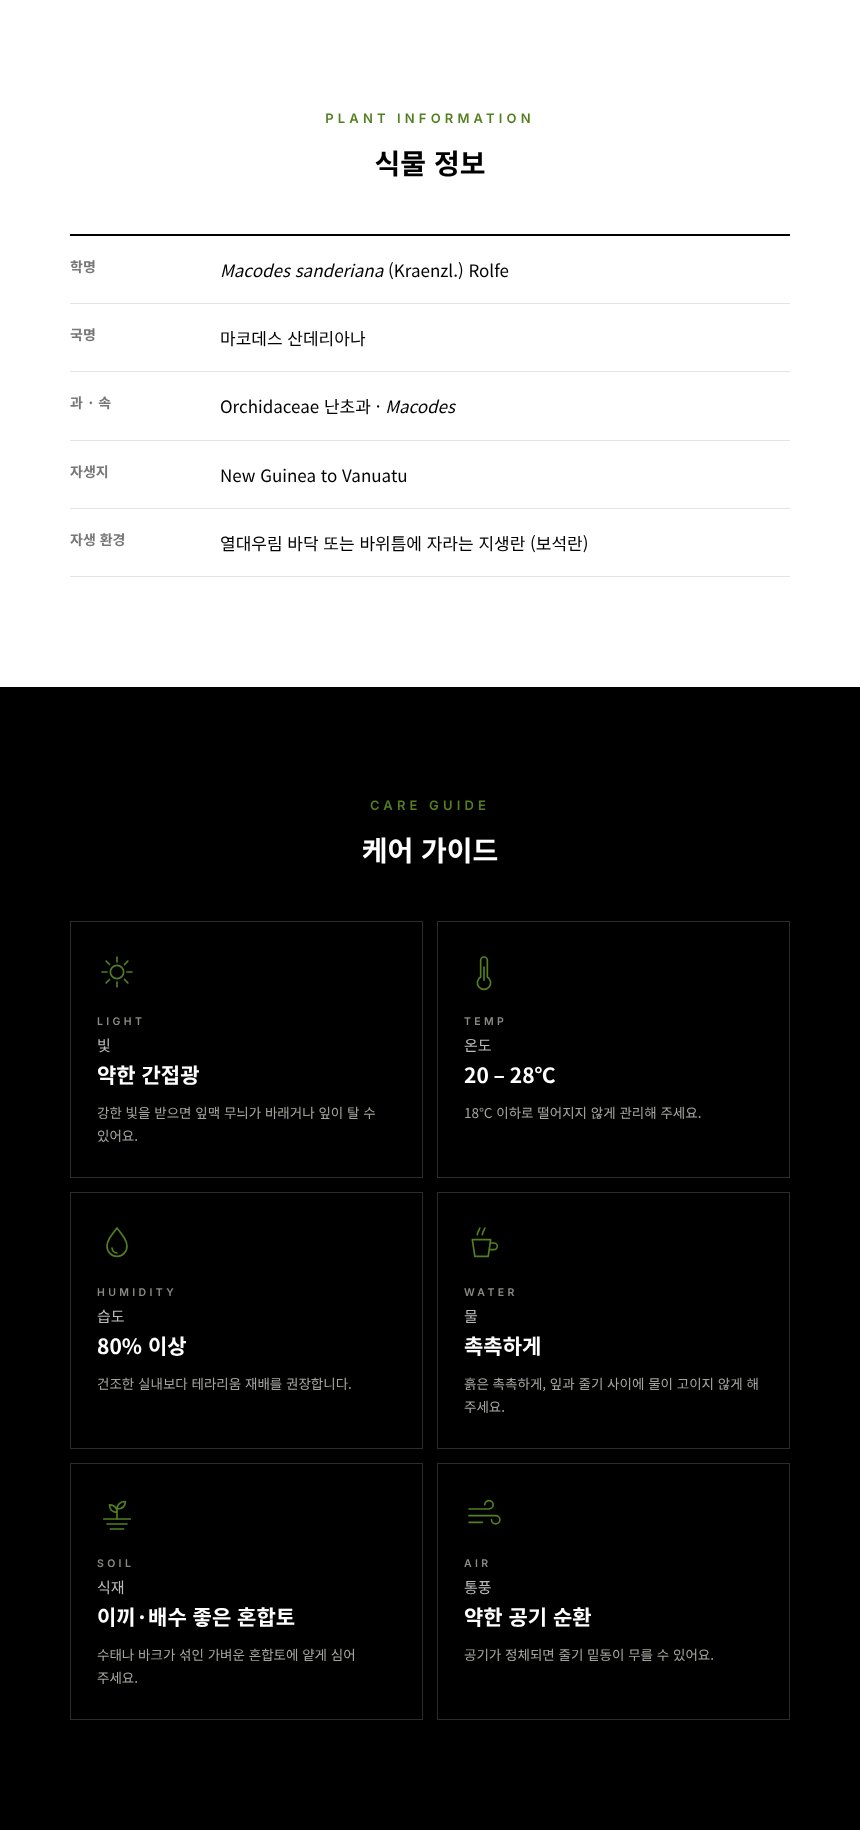 PLANT INFORMATION
식물 정보
학명
Macodes sanderiana (Kraenzl.) Rolfe
국명
마코데스 산데리아나
과 · 속
Orchidaceae 난초과 · Macodes
자생지
New Guinea to Vanuatu
자생 환경
열대우림 바닥 또는 바위틈에 자라는 지생란 (보석란)
CARE GUIDE
케어 가이드
LIGHT
빛
약한 간접광
강한 빛을 받으면 잎맥 무늬가 바래거나 잎이 탈 수
있어요.
TEMP
온도
20 – 28℃
18℃ 이하로 떨어지지 않게 관리해 주세요.
HUMIDITY
습도
80% 이상
건조한 실내보다 테라리움 재배를 권장합니다.
WATER
물
촉촉하게
흙은 촉촉하게, 잎과 줄기 사이에 물이 고이지 않게 해
주세요.
SOIL
식재
이끼·배수 좋은 혼합토
수태나 바크가 섞인 가벼운 혼합토에 얕게 심어
주세요.
AIR
통풍
약한 공기 순환
공기가 정체되면 줄기 밑동이 무를 수 있어요.